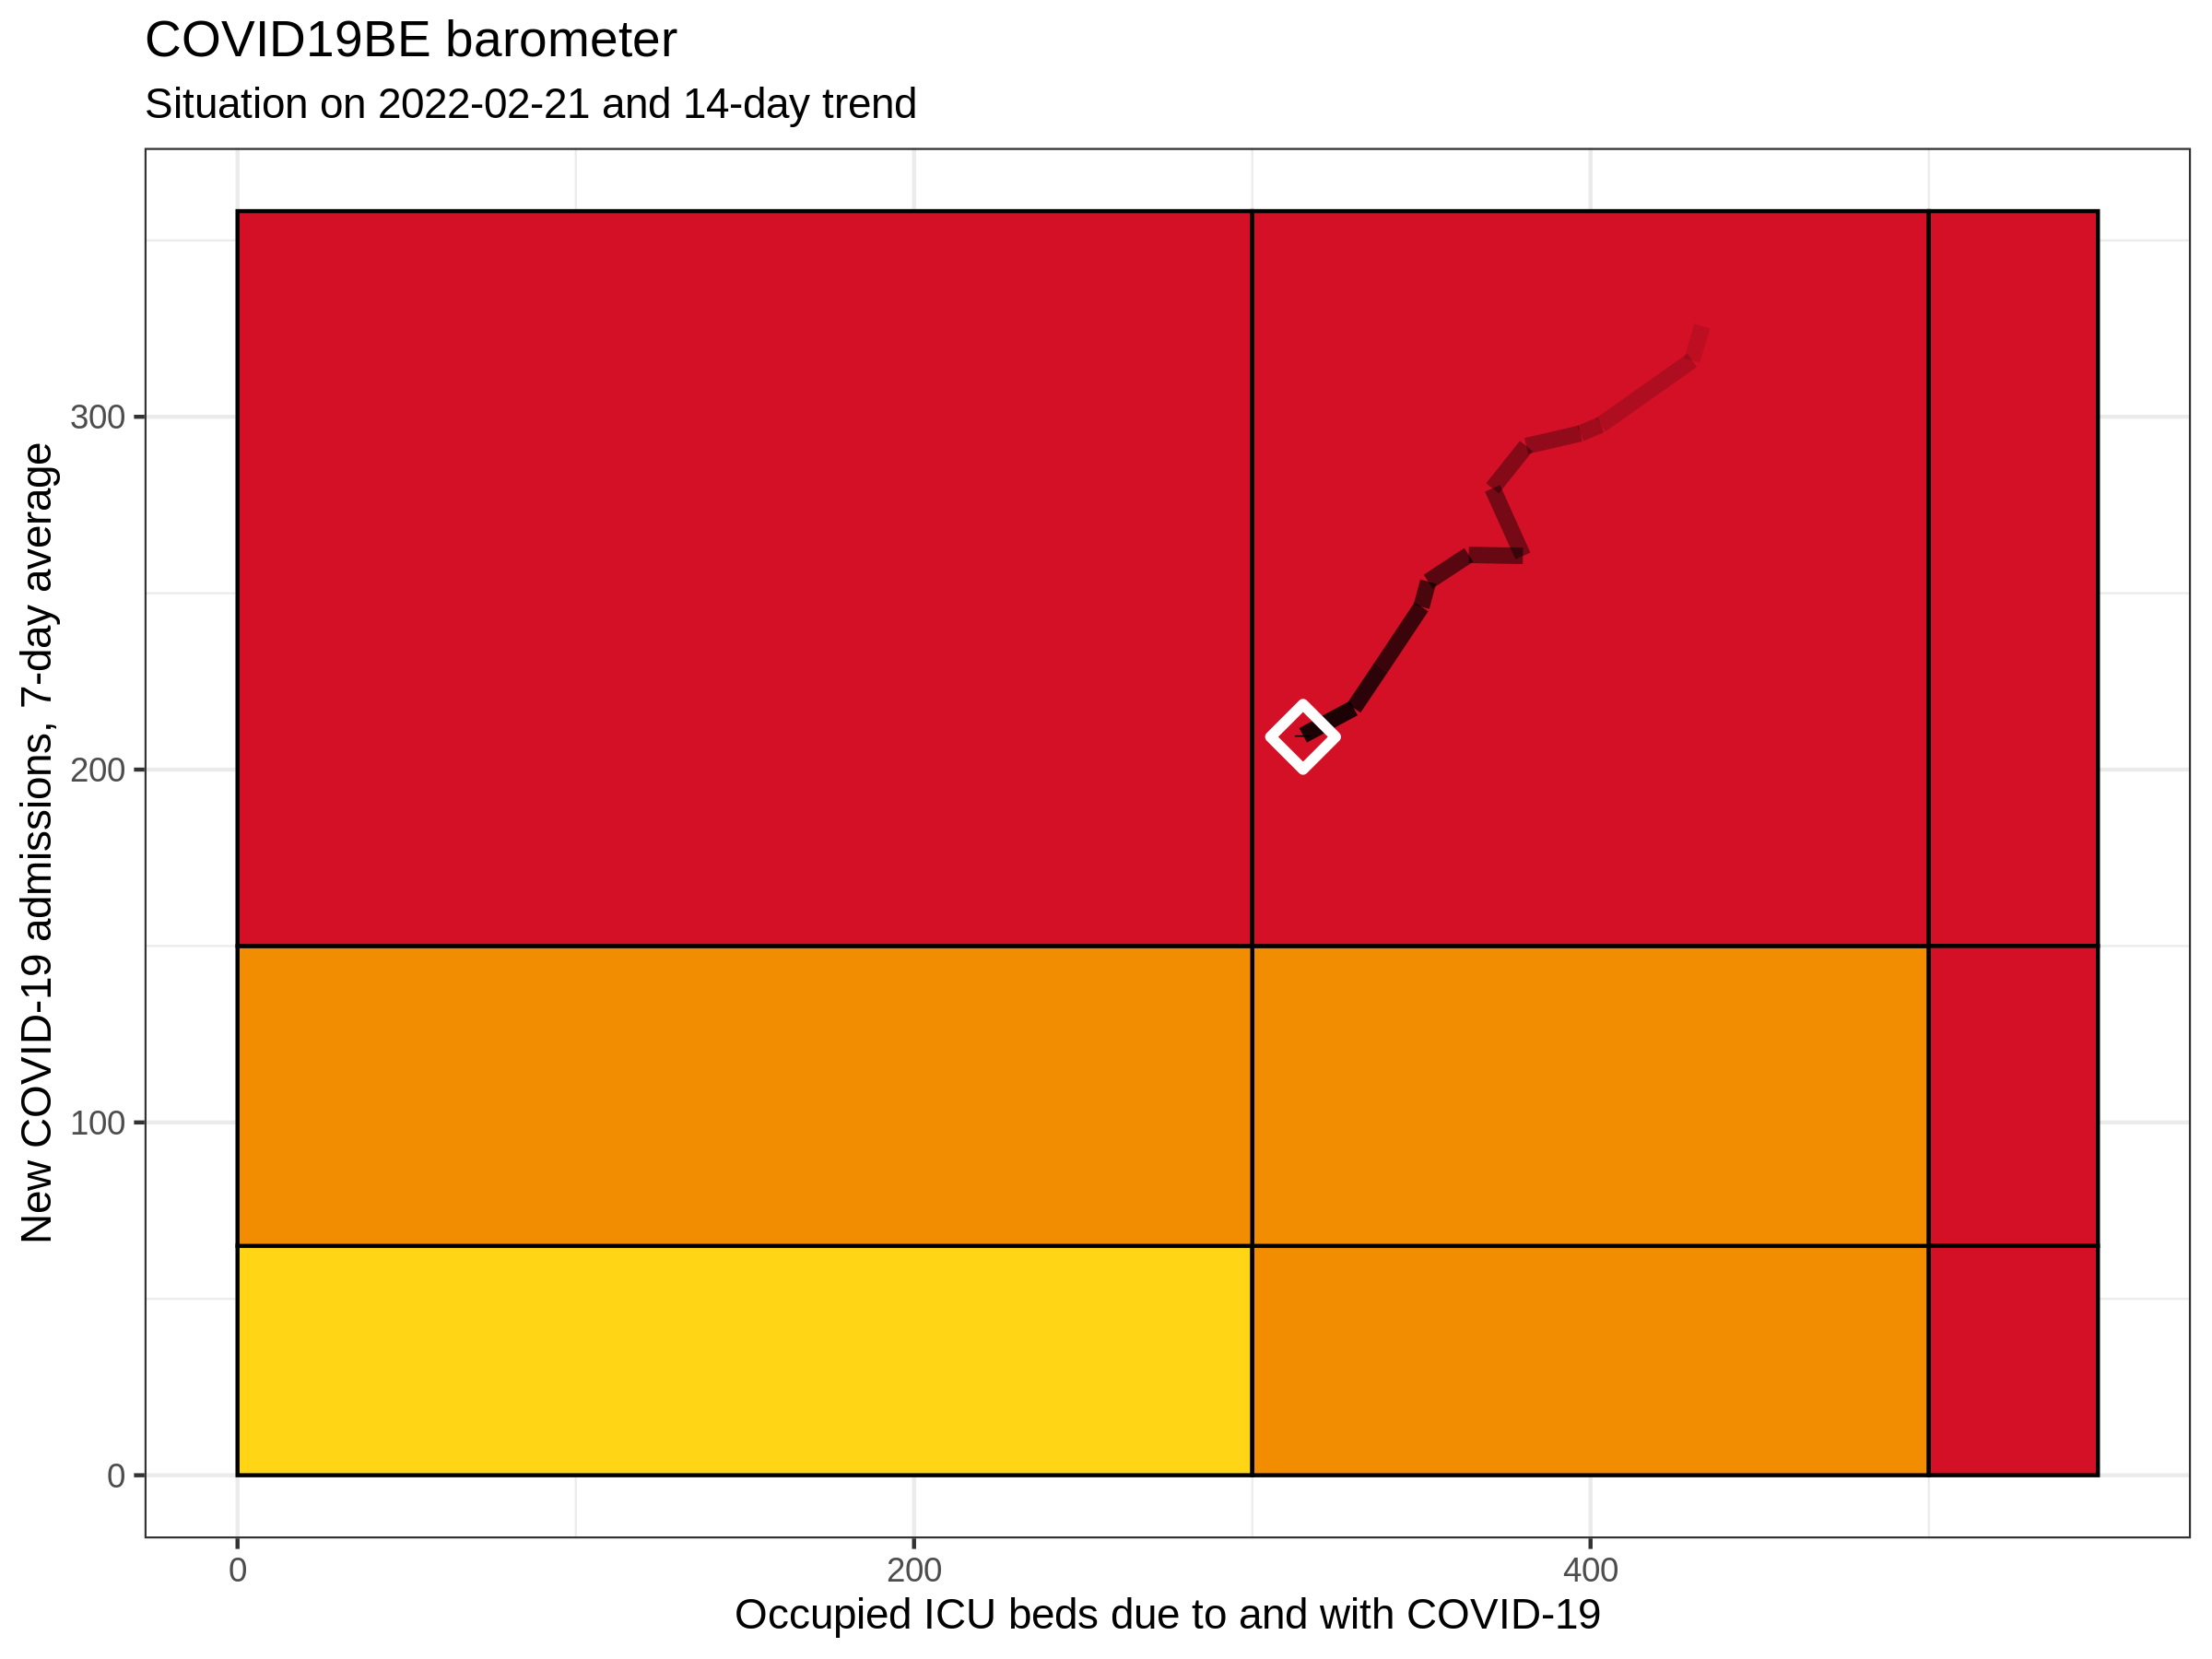 COVID19BE barometer
Situation on 2022-02-21 and 14-day trend
New COVID-19 admissions, 7-day average
300
200
100
0
0
200
400
Occupied ICU beds due to and with COVID-19